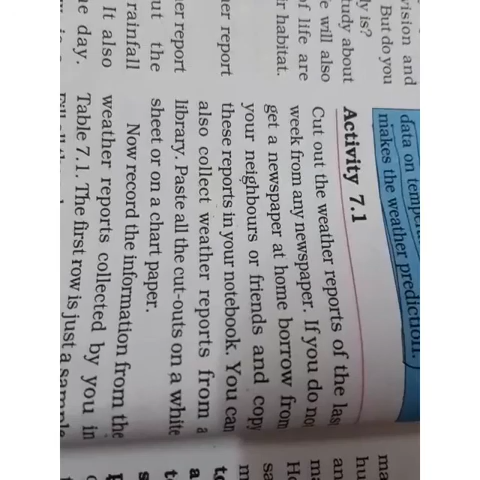 vision and
But do you
ly is?
tudy about
e will also
of life are
ir habitat.
her report
er report
ut the
rainfall
It also
e day.
data on
makes the weather prediction.
Activity 7.1
Cut out the weather reports of the las
week from any newspaper. If you do no
get a newspaper at home borrow from
your neighbours or friends and copy
these reports in your notebook. You can
also collect weather reports from a
library. Paste all the cut-outs on a white
sheet or on a chart paper.
Now record the information from the
weather reports collected by you in
Table 7.1. The first row is just a sample